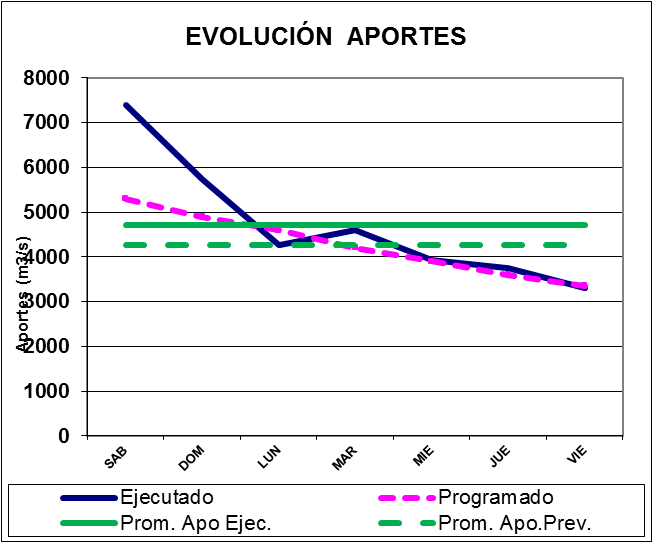 EVOLUCIÓN APORTES
8000
7000
6000
5000
4000
3000
2000
1000
0
Aportes (m3/s)
SAB DOM LUN MAR MIE JUE VIE
Ejecutado Programado
Prom. Apo Ejec. Prom. Apo.Prev.